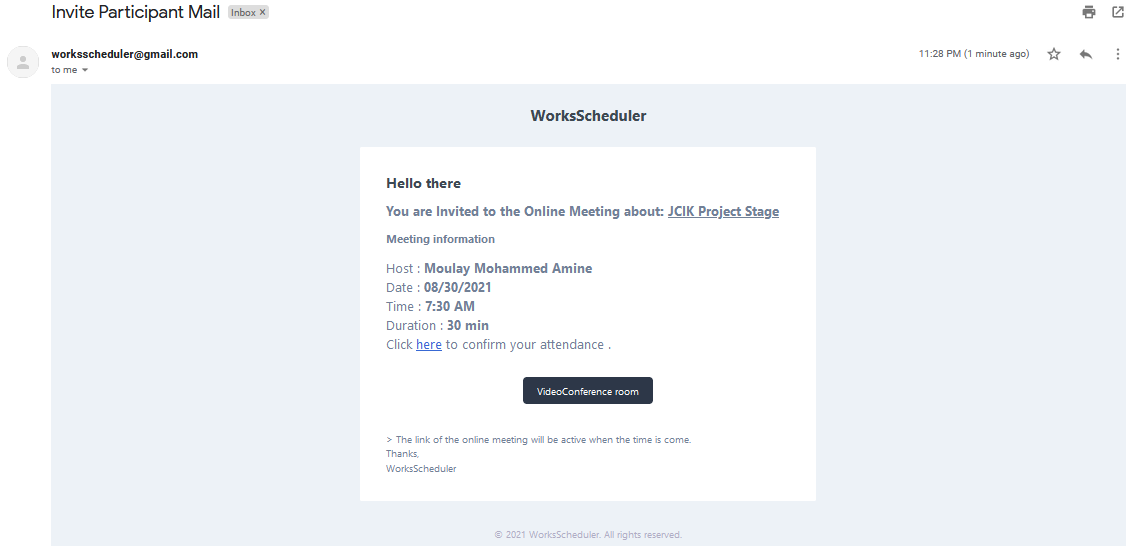 Invite Participant Mail Inbox ×
worksscheduler@gmail.com 11:28 PM (1 minute ago)
to me
WorksScheduler
Hello there
You are Invited to the Online Meeting about: JCIK Project Stage
Meeting information
Host : Moulay Mohammed Amine
Date : 08/30/2021
Time : 7:30 AM
Duration : 30 min
Click here to confirm your attendance .
VideoConference room
> The link of the online meeting will be active when the time is come.
Thanks,
WorksScheduler
© 2021 WorksScheduler. All rights reserved.